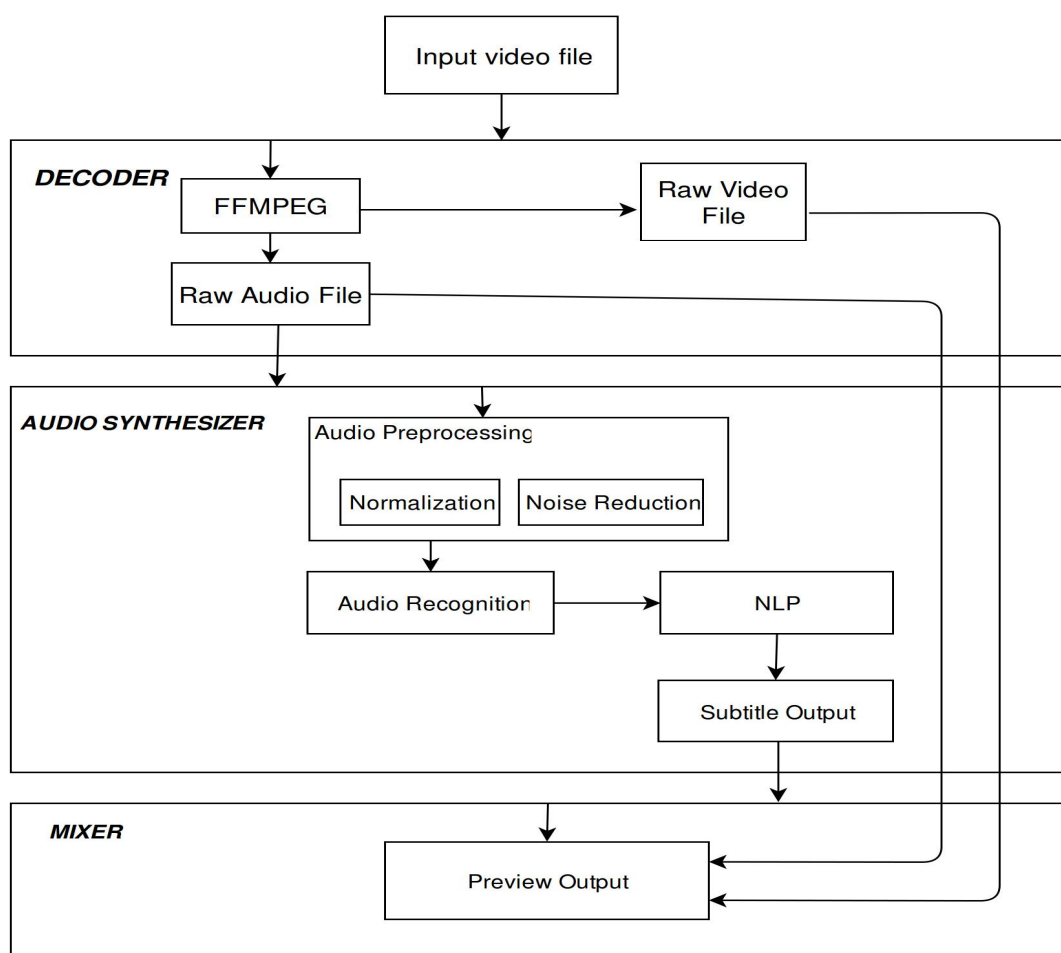 Input video file
DECODER
FFMPEG
Raw Video
File
Raw Audio File
AUDIO SYNTHESIZER
Audio Preprocessing
Normalization
Noise Reduction
Audio Recognition
NLP
Subtitle Output
MIXER
Preview Output